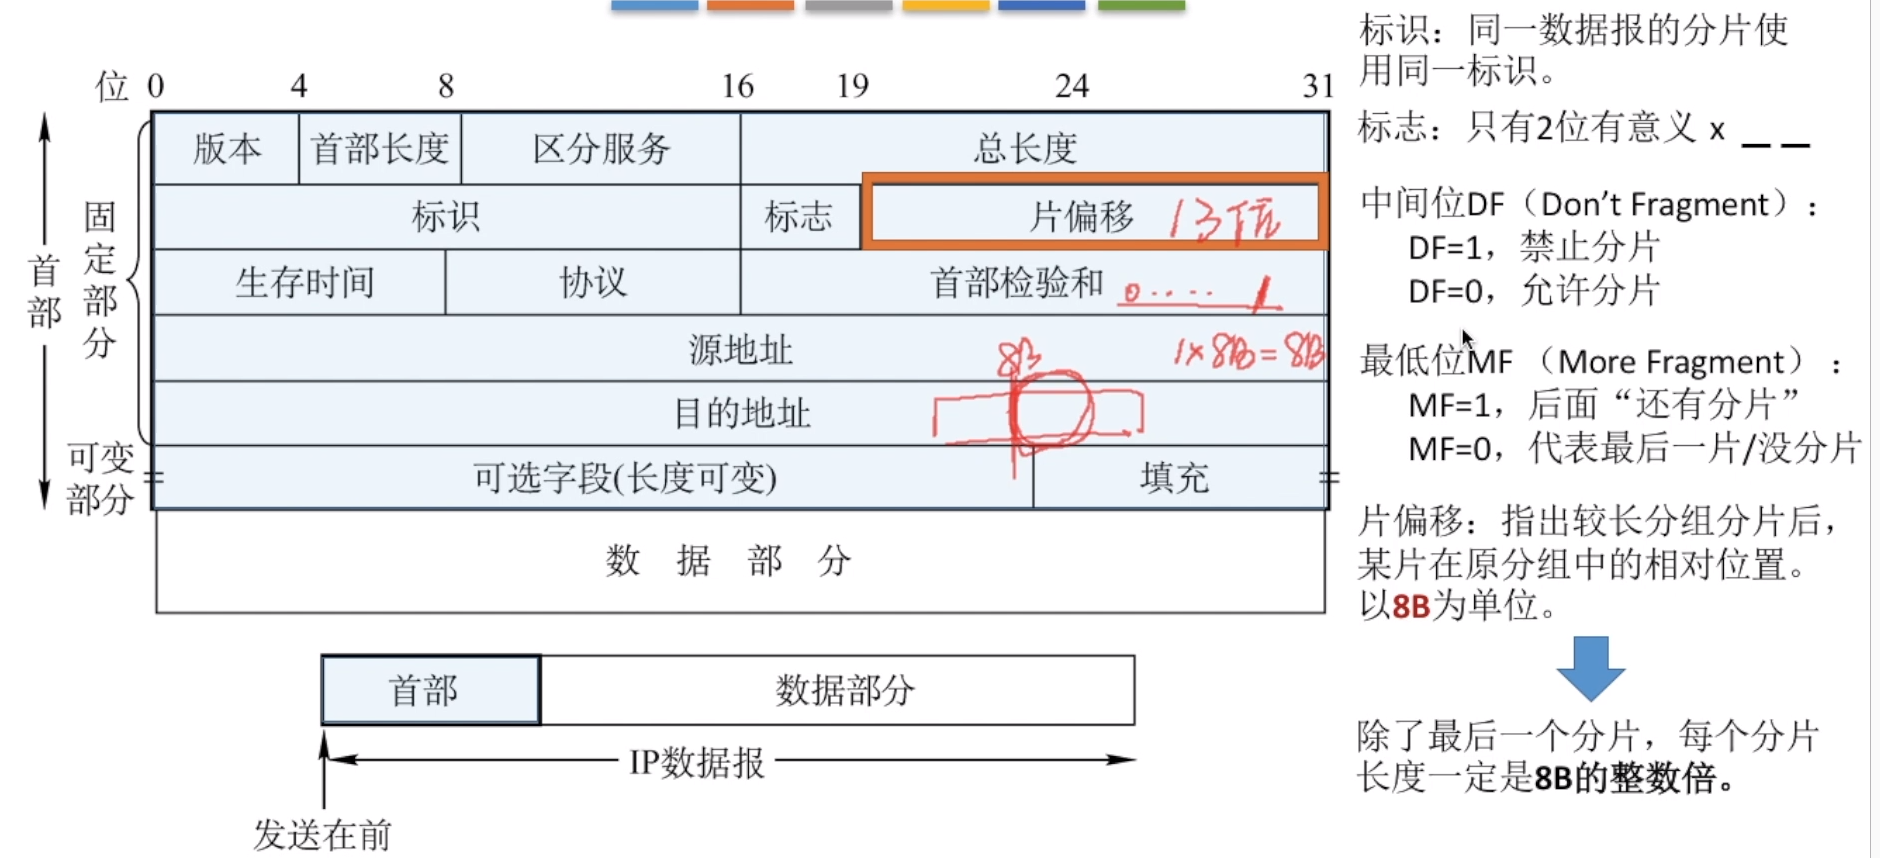 位 0 4 8 16 19 24 31
版本 首部长度 区分服务 总长度
标识 标志 片偏移 13位
生存时间 协议 首部检验和 0····1
源地址 8B 1×8B=8B
目的地址
可选字段(长度可变) 填充
数 据 部 分
首部
固定部分
可变
部分
首部 数据部分
IP数据报
发送在前
标识：同一数据报的分片使
用同一标识。
标志：只有2位有意义 x _ _
中间位DF（Don't Fragment）：
DF=1，禁止分片
DF=0，允许分片
最低位MF （More Fragment）：
MF=1，后面“还有分片”
MF=0，代表最后一片/没分片
片偏移：指出较长分组分片后，
某片在原分组中的相对位置。
以8B为单位。
除了最后一个分片，每个分片
长度一定是8B的整数倍。